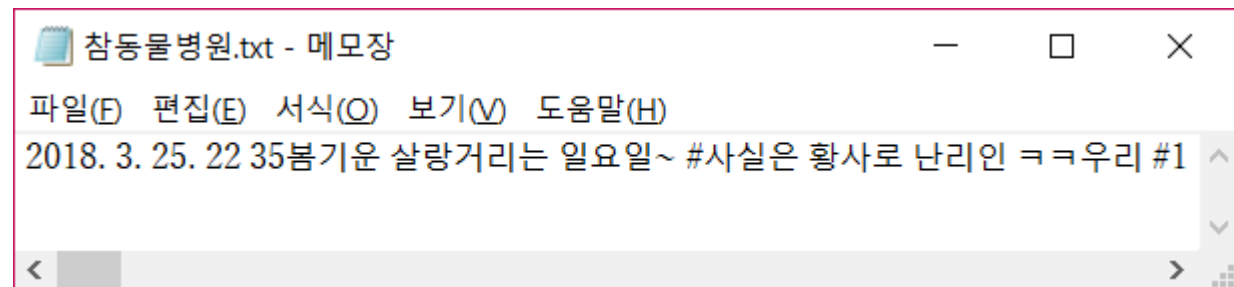 참동물병원.txt - 메모장
파일(F) 편집(E) 서식(O) 보기(V) 도움말(H)
2018. 3. 25. 22 35봄기운 살랑거리는 일요일~ #사실은 황사로 난리인 ㅋㅋ우리 #1